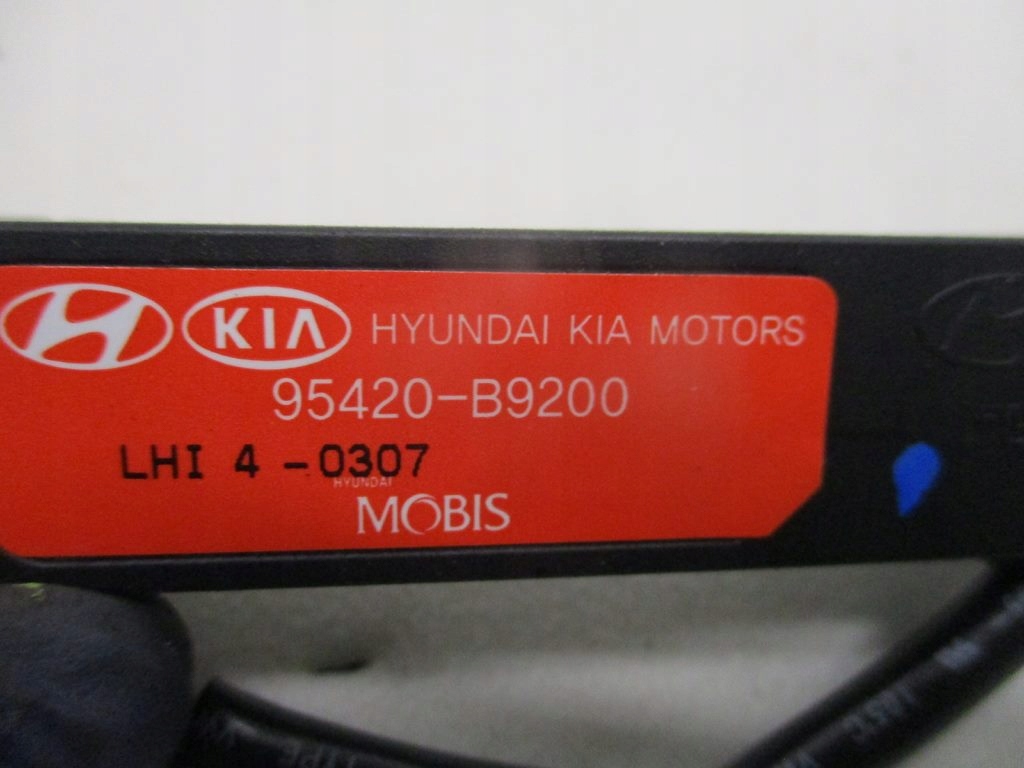 KIA HYUNDAI KIA MOTORS
95420-B9200
LHI 4 -0307
HYUNDAI
MOBIS